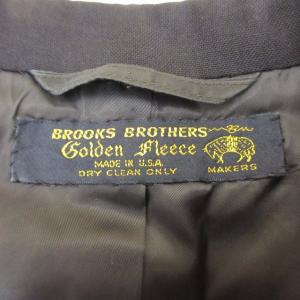 BROOKS BROTHERS
Golden Fleece
MADE IN U.S.A.
DRY CLEAN ONLY
MAKERS